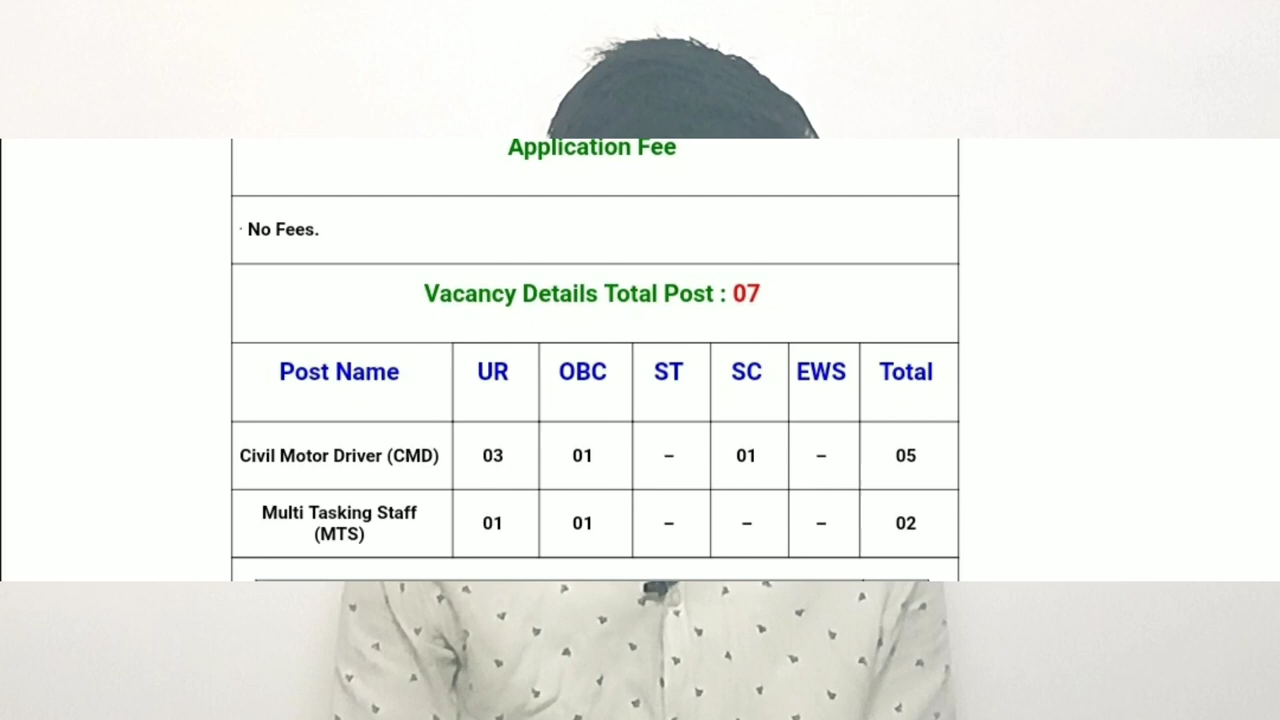 Application Fee
· No Fees.
Vacancy Details Total Post : 07
Post Name UR OBC ST SC EWS Total
Civil Motor Driver (CMD) 03 01 – 01 – 05
Multi Tasking Staff
(MTS) 01 01 – – – 02